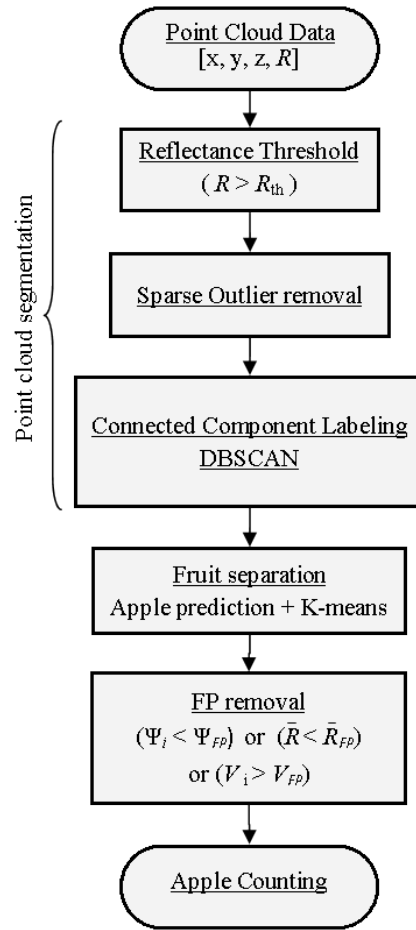 Point Cloud Data
[x, y, z, R]
Reflectance Threshold
( R > Rth )
Sparse Outlier removal
Connected Component Labeling
DBSCAN
Point cloud segmentation
Fruit separation
Apple prediction + K-means
FP removal
(Ψi < ΨFP) or (R̄ < R̄FP)
or (Vi > VFP)
Apple Counting